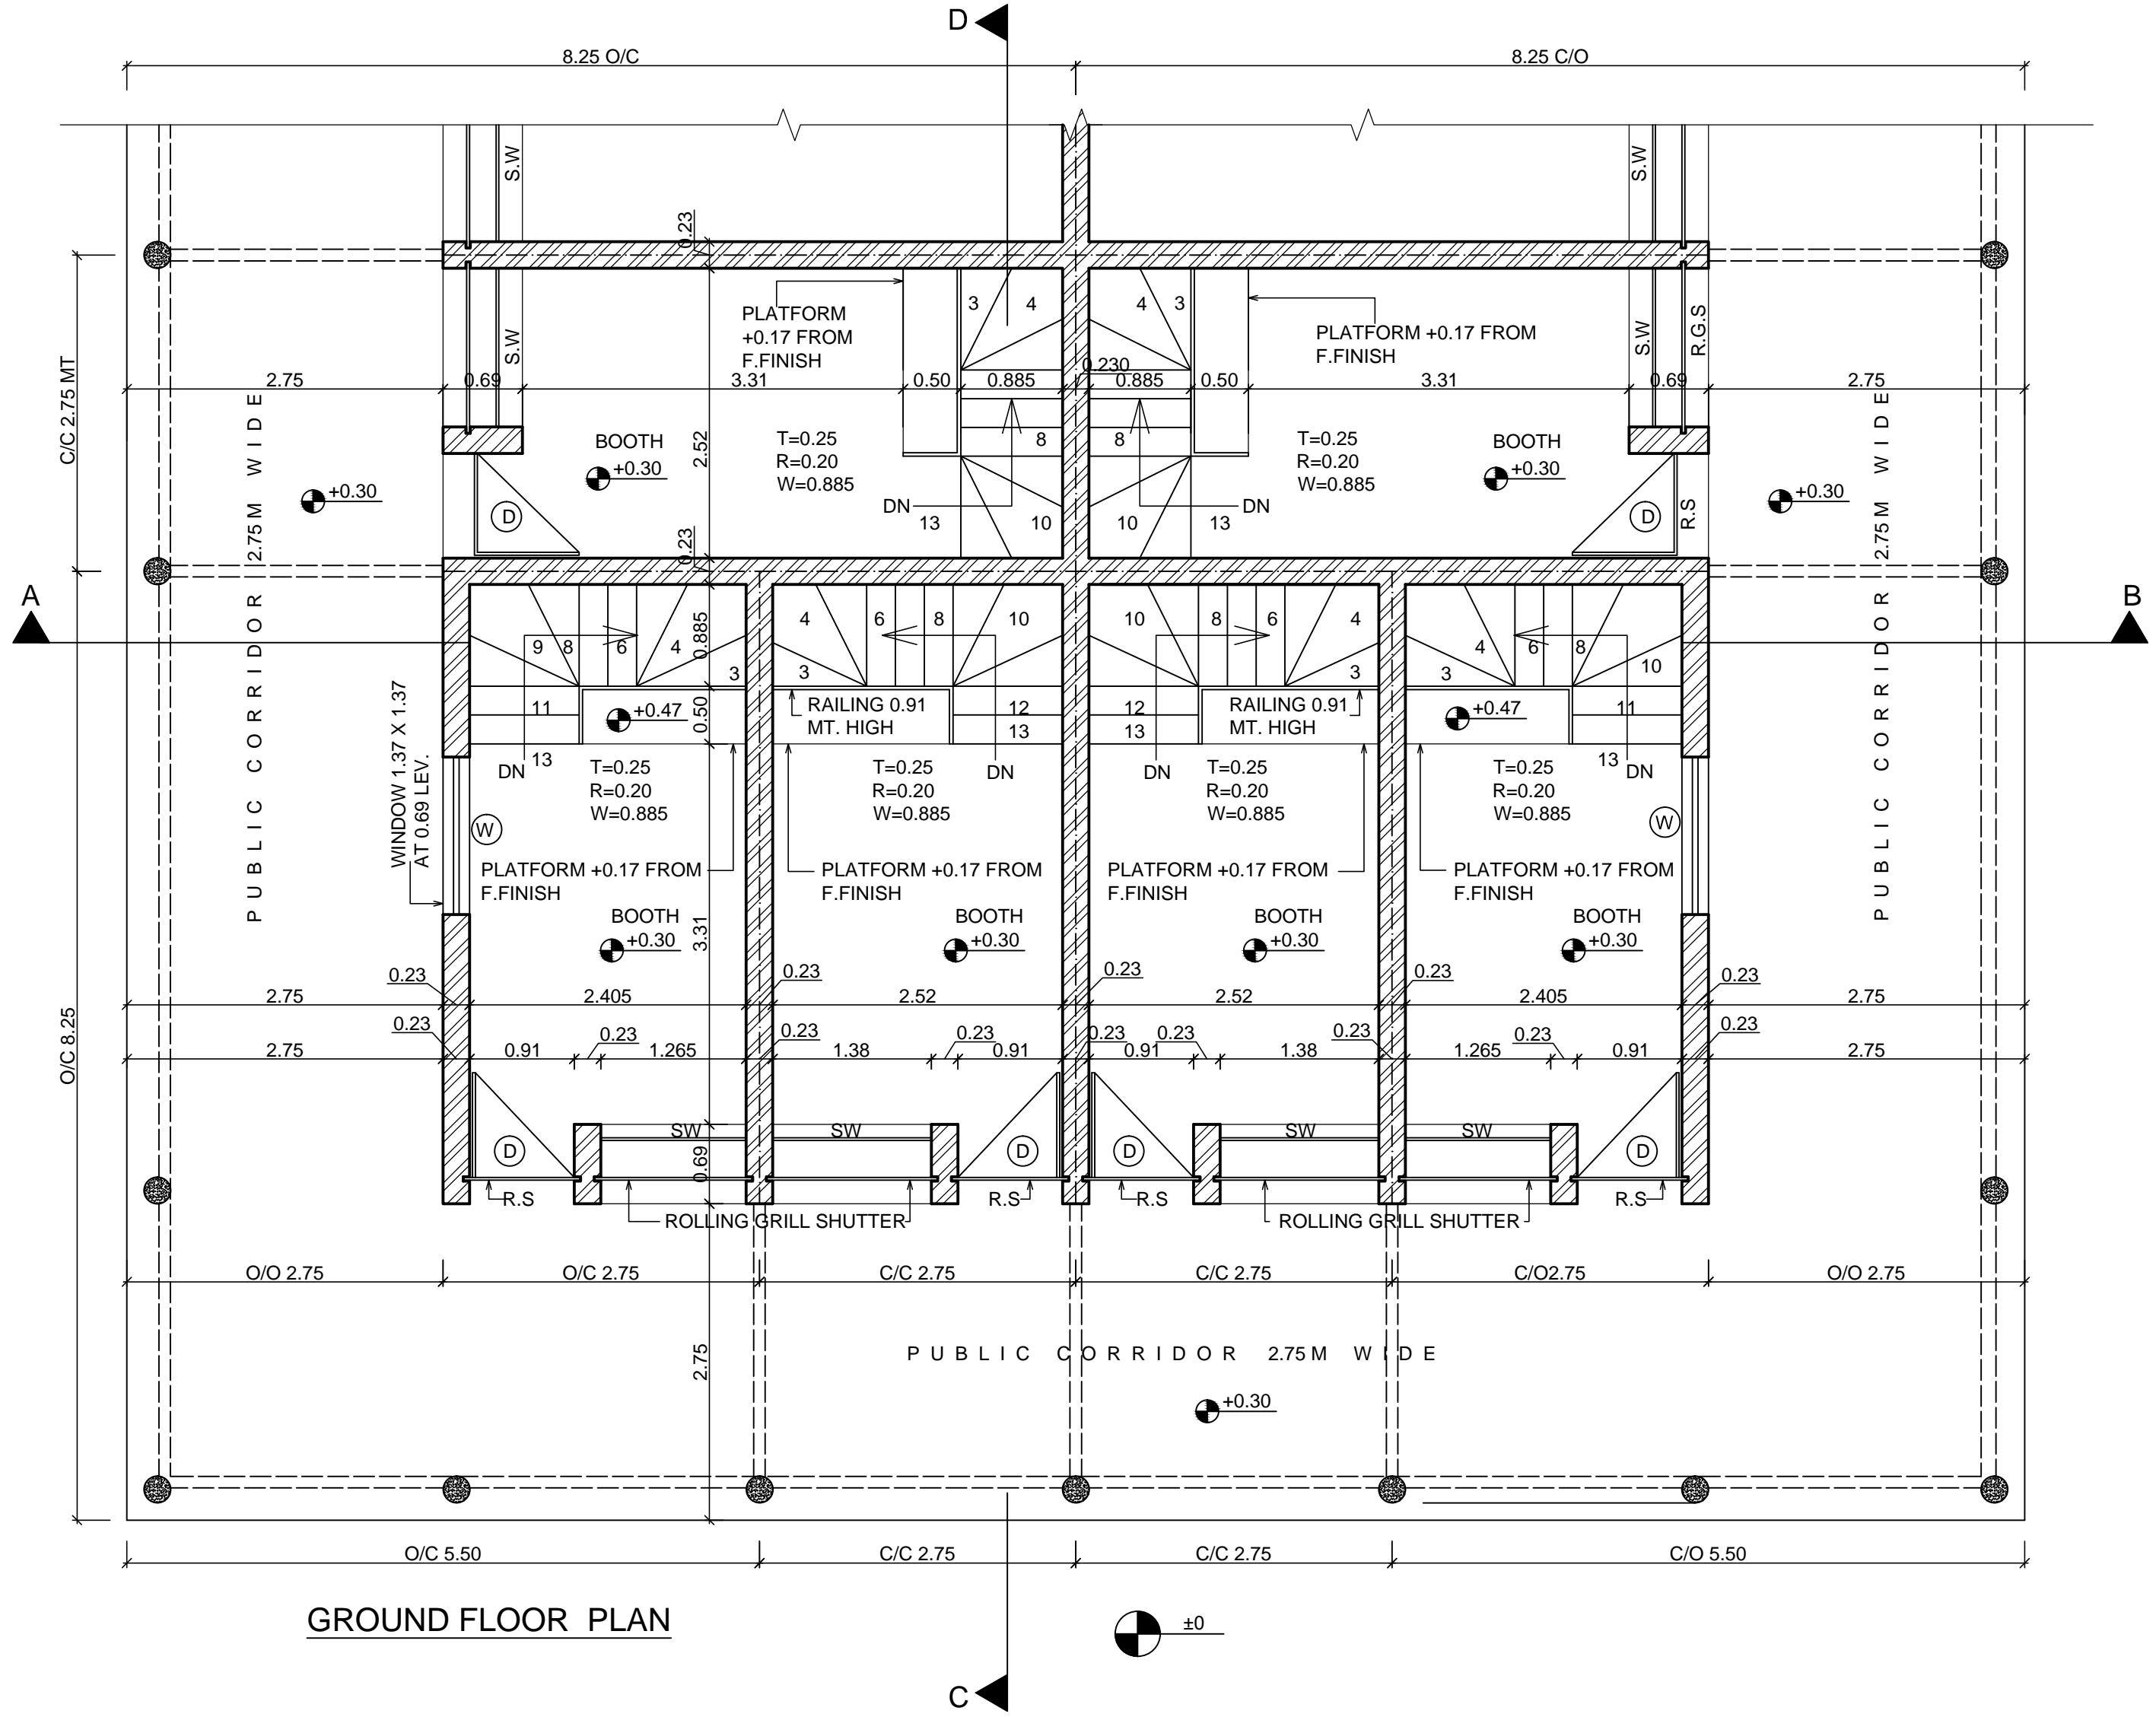 D
8.25 O/C
8.25 C/O
S.W
S.W
0.23
C/C 2.75 MT
S.W
PLATFORM
+0.17 FROM
F.FINISH
3
4
4
3
PLATFORM +0.17 FROM
F.FINISH
S.W
R.G.S
2.75
0.69
3.31
0.50
0.885
0.230
0.885
0.50
3.31
0.69
2.75
PUBLIC CORRIDOR 2.75M WIDE
+0.30
BOOTH
+0.30
2.52
T=0.25
R=0.20
W=0.885
8
8
T=0.25
R=0.20
W=0.885
BOOTH
+0.30
+0.30
PUBLIC CORRIDOR 2.75M WIDE
D
DN
13
10
10
13
DN
D
R.S
0.23
A
B
9
8
6
4
3
0.885
4
3
6
8
10
10
8
6
4
3
4
3
6
8
10
11
+0.47
0.50
RAILING 0.91
MT. HIGH
12
13
12
13
RAILING 0.91
MT. HIGH
+0.47
11
DN
13
DN
DN
13
DN
WINDOW 1.37 X 1.37
AT 0.69 LEV.
T=0.25
R=0.20
W=0.885
T=0.25
R=0.20
W=0.885
T=0.25
R=0.20
W=0.885
T=0.25
R=0.20
W=0.885
W
W
PLATFORM +0.17 FROM
F.FINISH
PLATFORM +0.17 FROM
F.FINISH
PLATFORM +0.17 FROM
F.FINISH
PLATFORM +0.17 FROM
F.FINISH
BOOTH
+0.30
3.31
BOOTH
+0.30
BOOTH
+0.30
BOOTH
+0.30
O/C 8.25
0.23
0.23
0.23
0.23
0.23
2.75
2.405
2.52
2.52
2.405
2.75
0.23
0.23
0.23
0.23
0.23
0.23
0.23
0.23
0.23
2.75
0.91
1.265
1.38
0.91
0.91
1.38
1.265
0.91
2.75
SW
SW
SW
SW
D
0.69
D
D
D
R.S
R.S
R.S
R.S
ROLLING GRILL SHUTTER
ROLLING GRILL SHUTTER
O/O 2.75
O/C 2.75
C/C 2.75
C/C 2.75
C/O2.75
O/O 2.75
2.75
PUBLIC CORRIDOR 2.75M WIDE
+0.30
O/C 5.50
C/C 2.75
C/C 2.75
C/O 5.50
GROUND FLOOR PLAN
±0
C